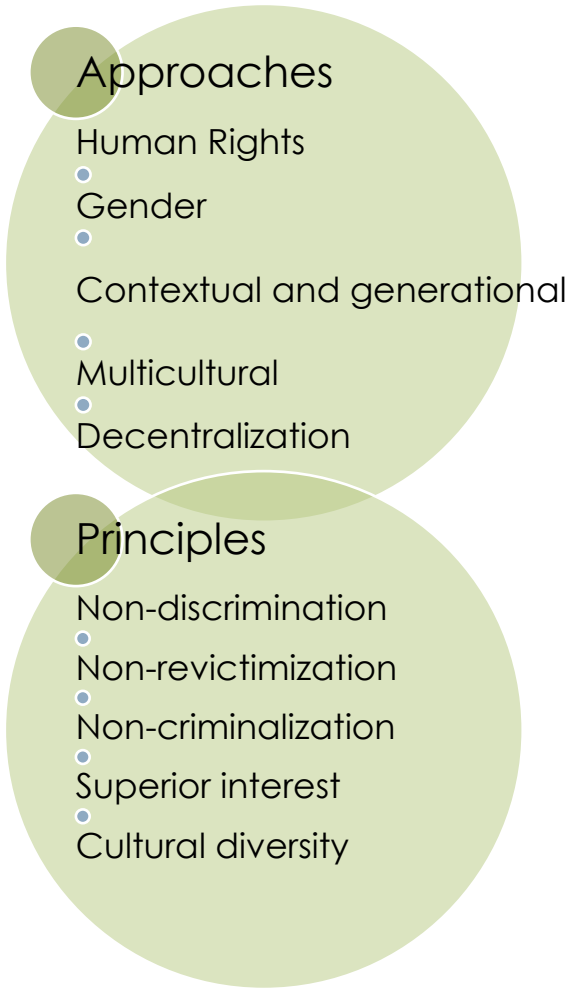 Approaches
Human Rights
Gender
Contextual and generational
Multicultural
Decentralization
Principles
Non-discrimination
Non-revictimization
Non-criminalization
Superior interest
Cultural diversity